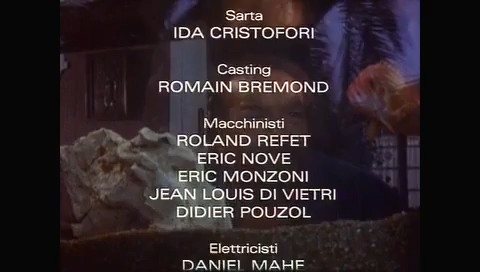 Sarta
IDA CRISTOFORI
Casting
ROMAIN BREMOND
Macchinisti
ROLAND REFET
ERIC NOVE
ERIC MONZONI
JEAN LOUIS DI VIETRI
DIDIER POUZOL
Elettricisti
DANIEL MAHE